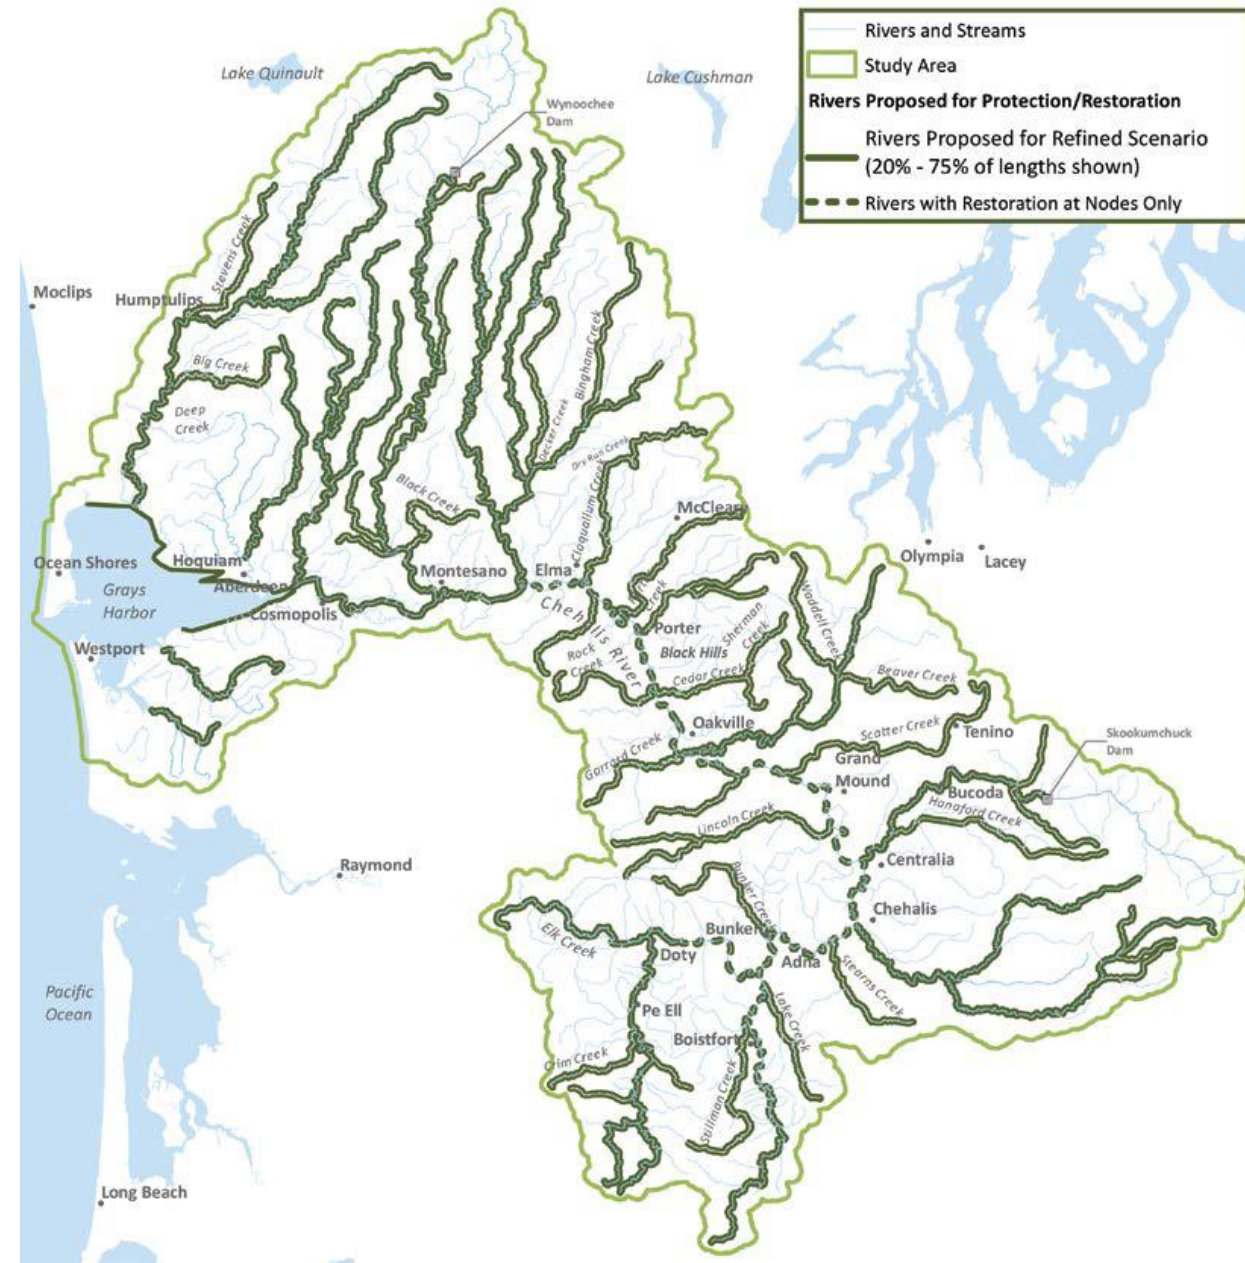 Rivers and Streams
Study Area
Rivers Proposed for Protection/Restoration
Rivers Proposed for Refined Scenario
(20% - 75% of lengths shown)
Rivers with Restoration at Nodes Only
Lake Quinault
Lake Cushman
Wynoochee
Dam
Stevens Creek
Moclips
Humptulips
Big Creek
Bingham Creek
Deep
Creek
Decker Creek
Dry Run Creek
Black Creek
Cloquallum Creek
McCleary
Ocean Shores
Hoquiam
Montesano
Elma
Olympia
Lacey
Grays
Harbor
Aberdeen
Cosmopolis
Chehalis River
Creek
Porter
Sherman
Creek
Waddell Creek
Westport
Rock
Creek
Black Hills
Cedar Creek
Beaver Creek
Oakville
Scatter Creek
Tenino
Skookumchuck
Dam
Garrard Creek
Grand
Mound
Bucoda
Hanaford Creek
Lincoln Creek
Raymond
Centralia
Bunker Creek
Chehalis
Elk Creek
Bunker
Doty
Adna
Stearns Creek
Pacific
Ocean
Pe Ell
Lake Creek
Boistfort
Crim Creek
Stillman Creek
Long Beach